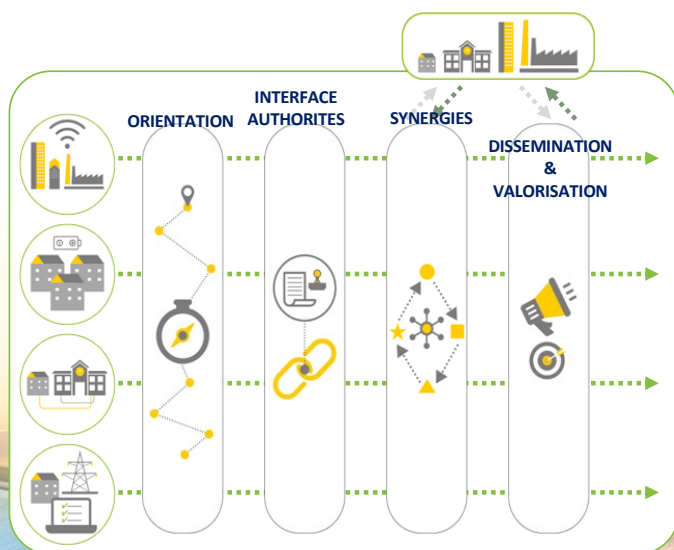 ORIENTATION
INTERFACE
AUTHORITES
SYNERGIES
DISSEMINATION
&
VALORISATION